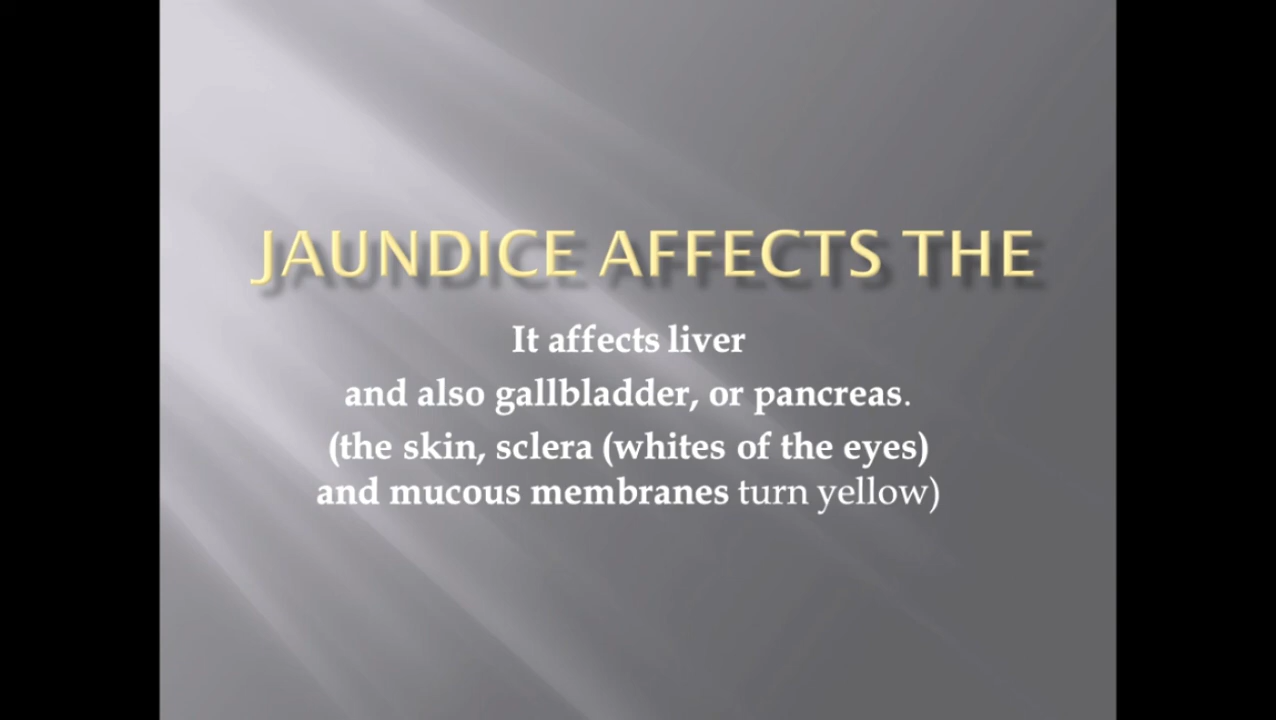 JAUNDICE AFFECTS THE
It affects liver
and also gallbladder, or pancreas.
(the skin, sclera (whites of the eyes)
and mucous membranes turn yellow)